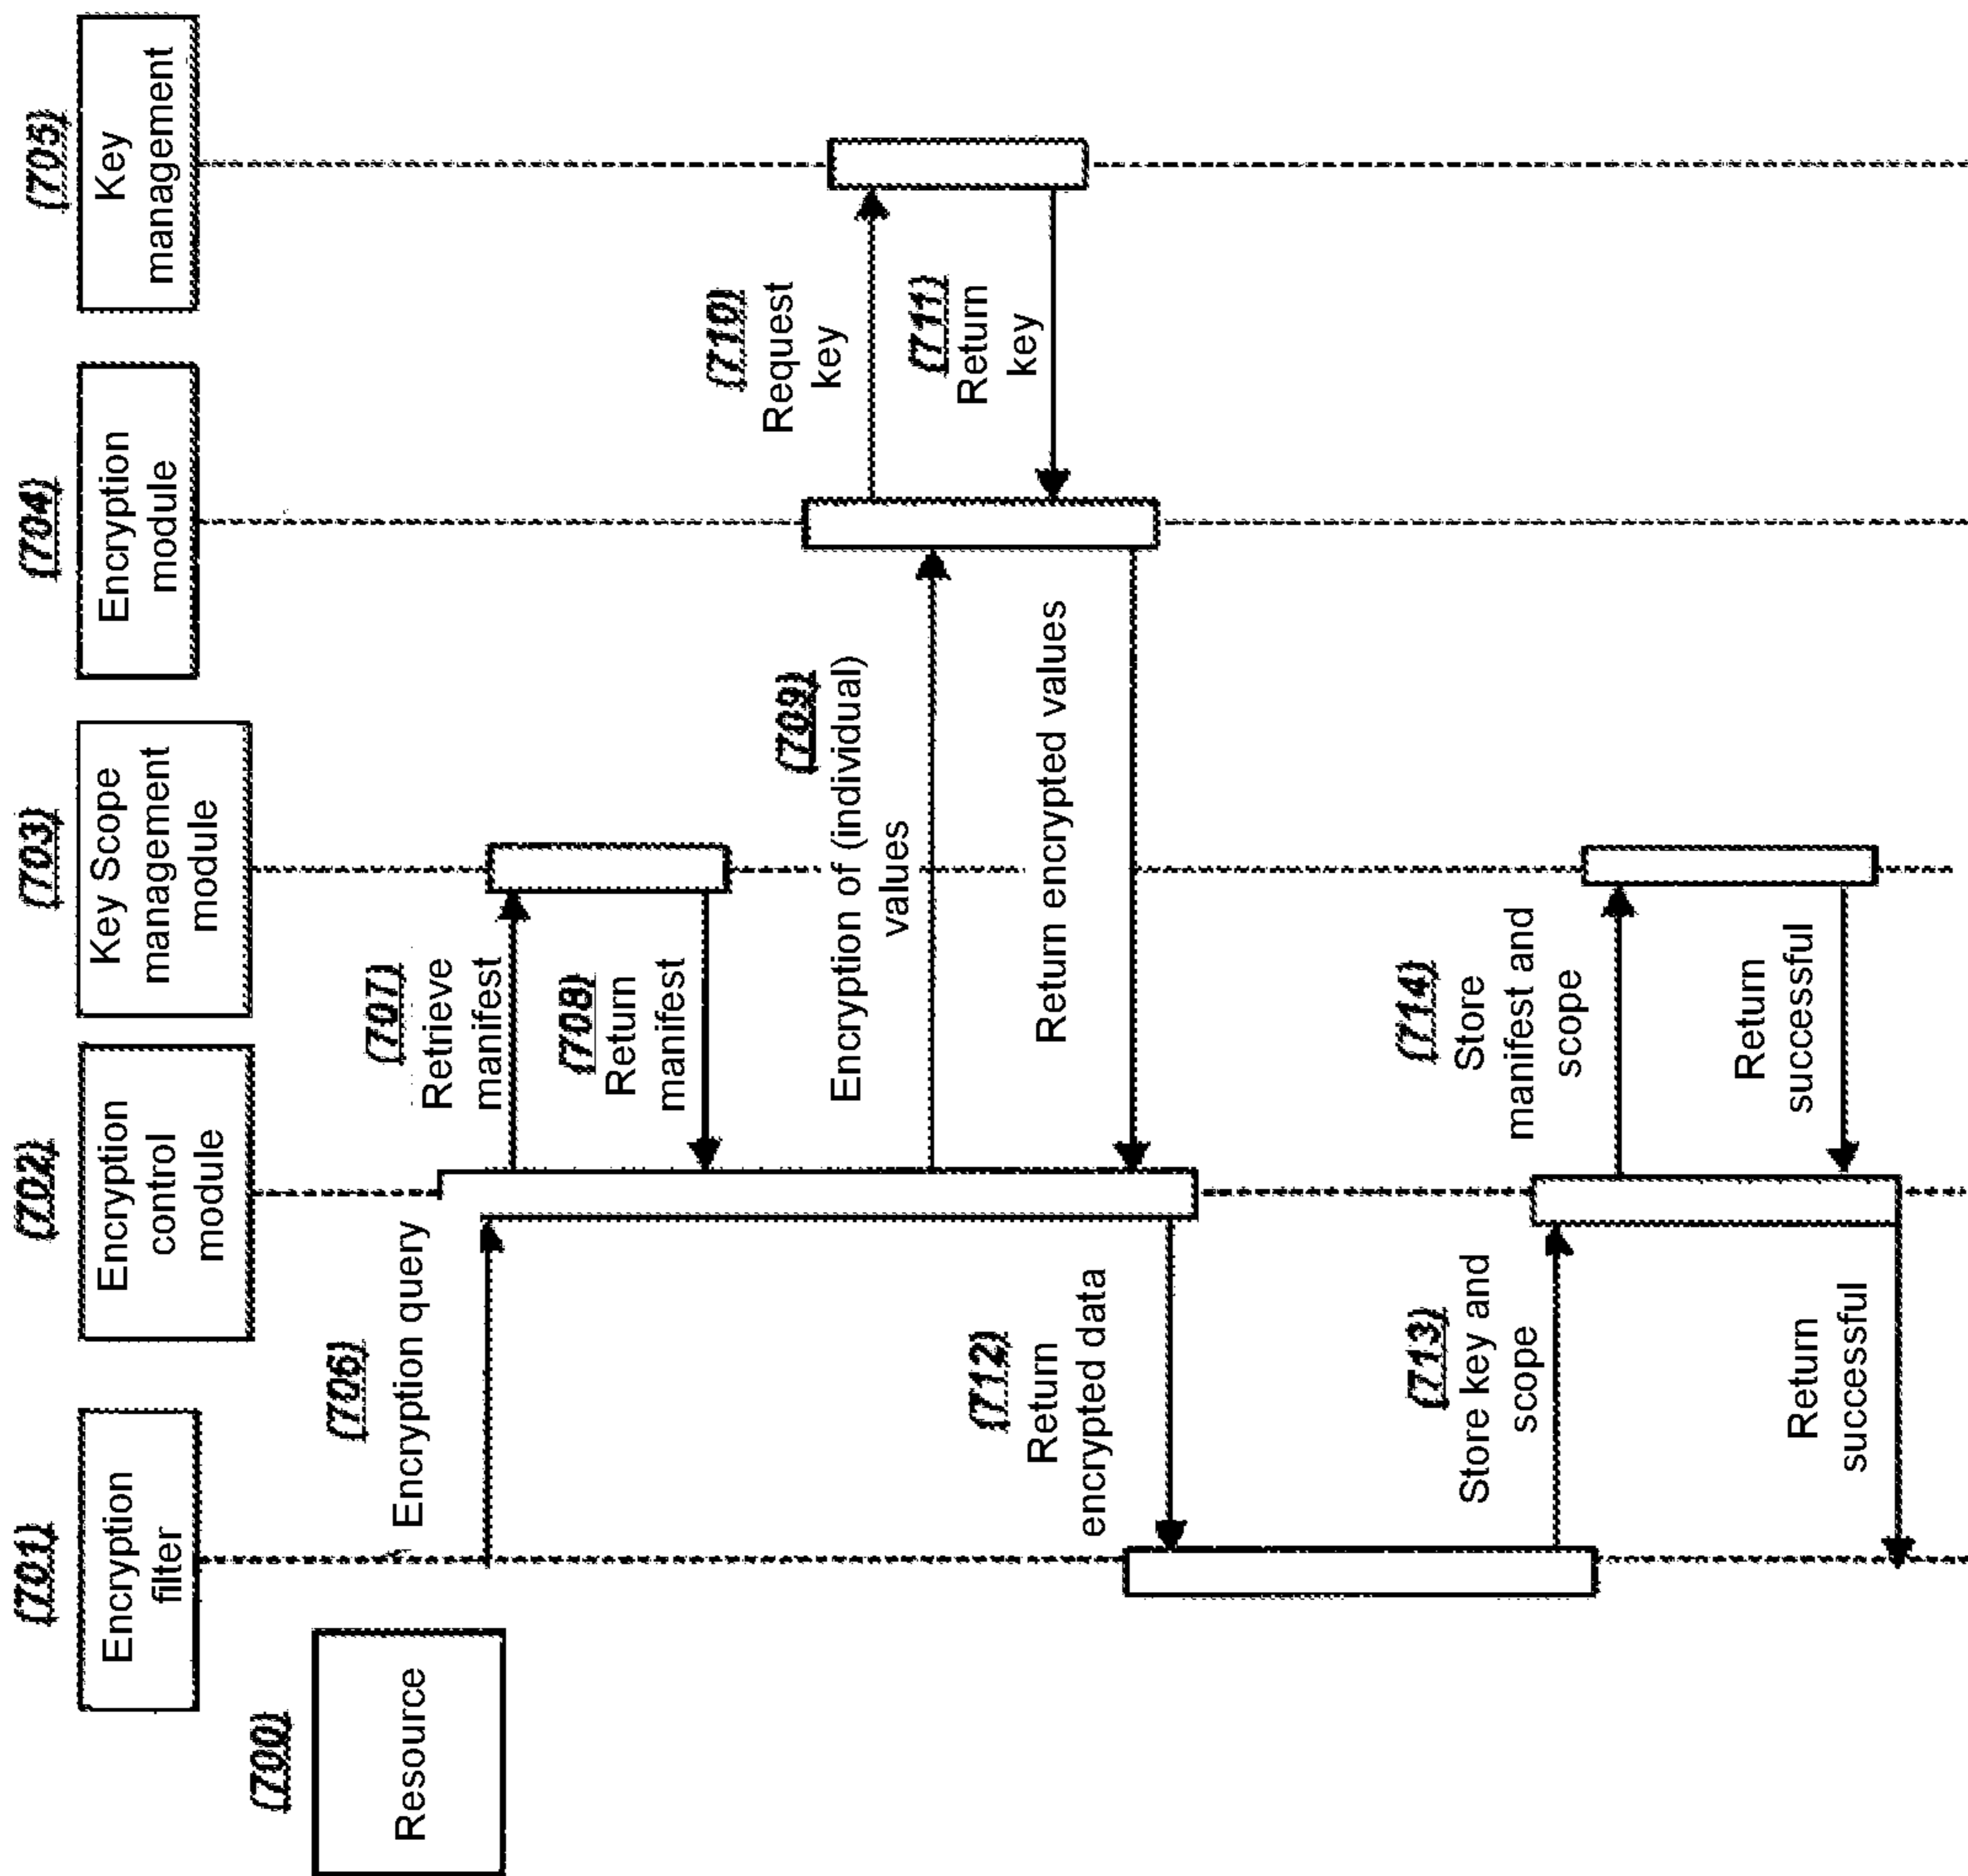 (700)
Resource
(701)
Encryption
filter
(702)
Encryption
control
module
(703)
Key Scope
management
module
(704)
Encryption
module
(705)
Key
management
(706)
Encryption query
(707)
Retrieve
manifest
(708)
Return
manifest
(709)
Encryption of (individual)
values
(710)
Request
key
(711)
Return
key
Return encrypted values
(712)
Return
encrypted data
(713)
Store key and
scope
(714)
Store
manifest and
scope
Return
successful
Return
successful